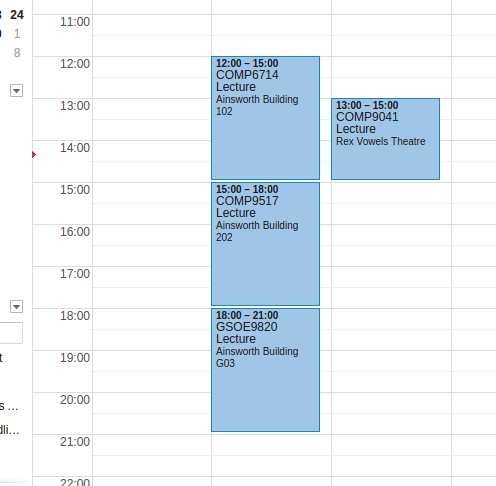 24
1
8
11:00
12:00
13:00
14:00
15:00
16:00
17:00
18:00
19:00
20:00
21:00
22:00
12:00 – 15:00
COMP6714
Lecture
Ainsworth Building
102
15:00 – 18:00
COMP9517
Lecture
Ainsworth Building
202
18:00 – 21:00
GSOE9820
Lecture
Ainsworth Building
G03
13:00 – 15:00
COMP9041
Lecture
Rex Vowels Theatre
t
s ...
dli...